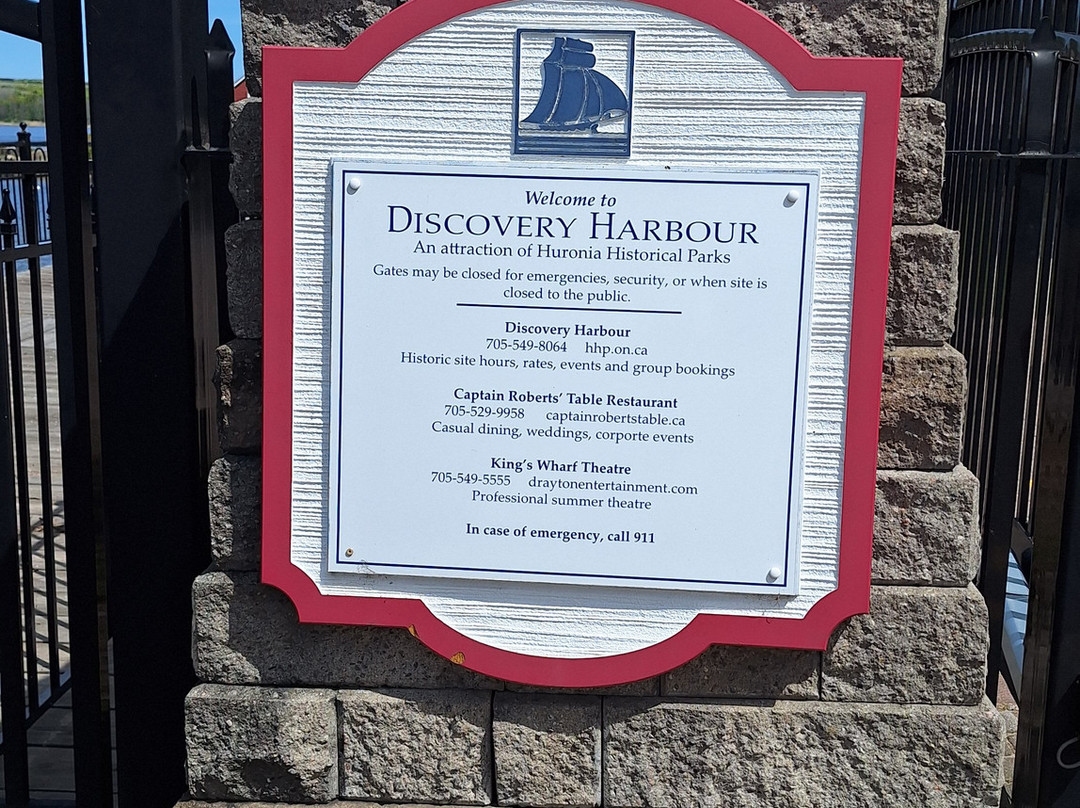 Welcome to
DISCOVERY HARBOUR
An attraction of Huronia Historical Parks
Gates may be closed for emergencies, security, or when site is
closed to the public.
Discovery Harbour
705-549-8064 hhp.on.ca
Historic site hours, rates, events and group bookings
Captain Roberts’ Table Restaurant
705-529-9958 captainrobertstable.ca
Casual dining, weddings, corporte events
King’s Wharf Theatre
705-549-5555 draytonentertainment.com
Professional summer theatre
In case of emergency, call 911